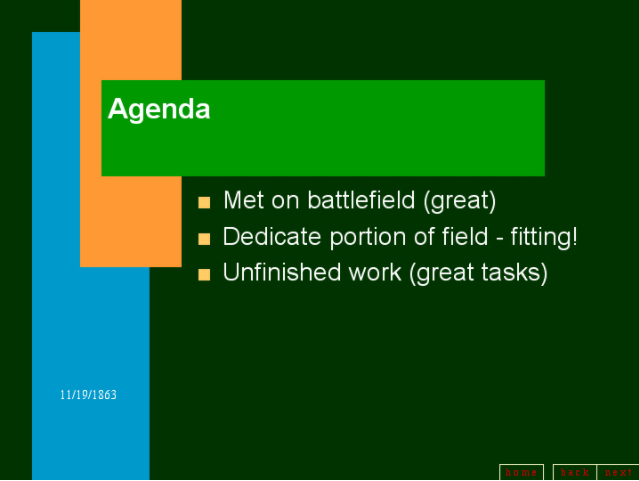 Agenda
Met on battlefield (great)
Dedicate portion of field - fitting!
Unfinished work (great tasks)
11/19/1863
home back next